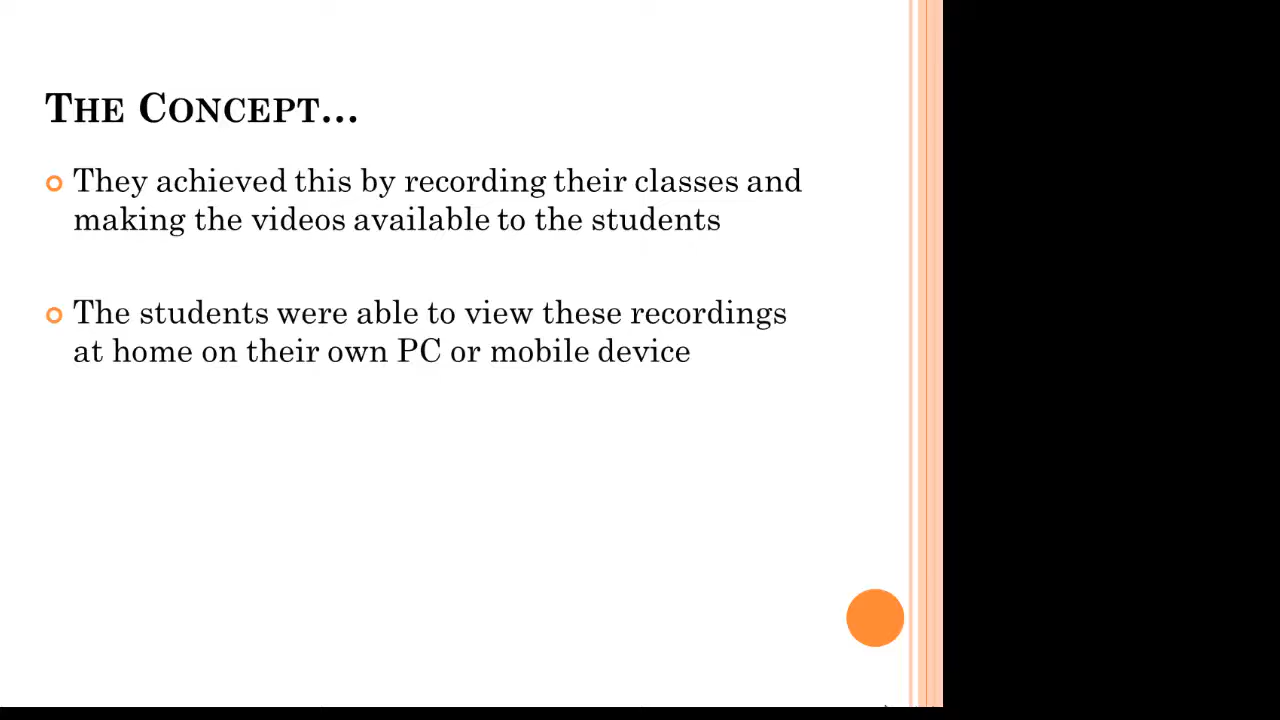 The Concept...
They achieved this by recording their classes and
making the videos available to the students
The students were able to view these recordings
at home on their own PC or mobile device